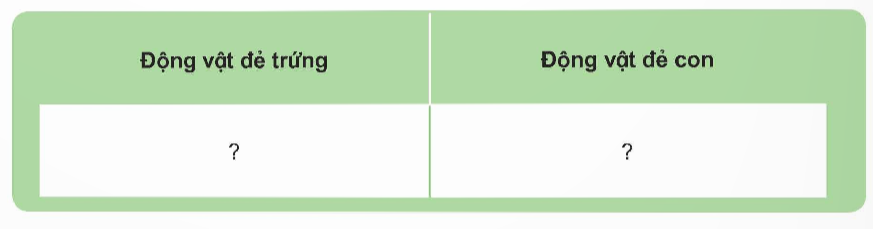 Động vật đẻ trứng
Động vật đẻ con
?
?